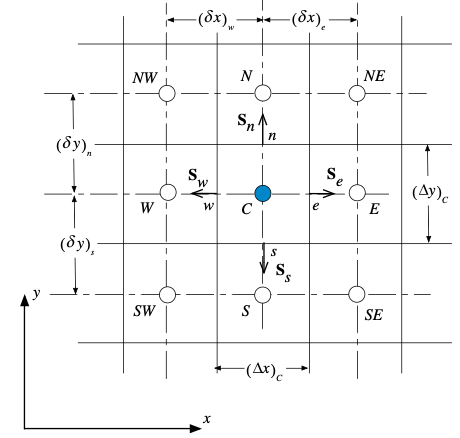 (δx)w (δx)e
NW N NE
Sn n
(δy)n
Sw Se (Δy)C
W w C e E
(δy)s
s Ss
SW S SE
y
(Δx)C
x